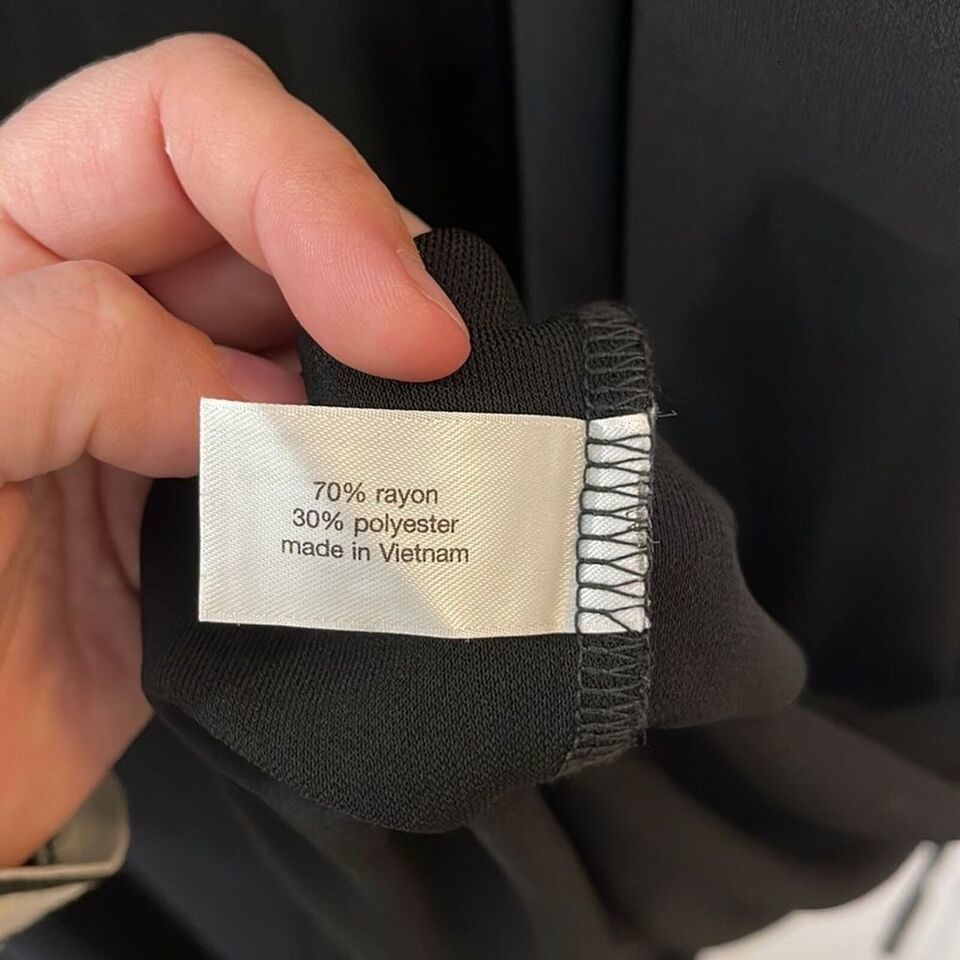 70% rayon
30% polyester
made in Vietnam